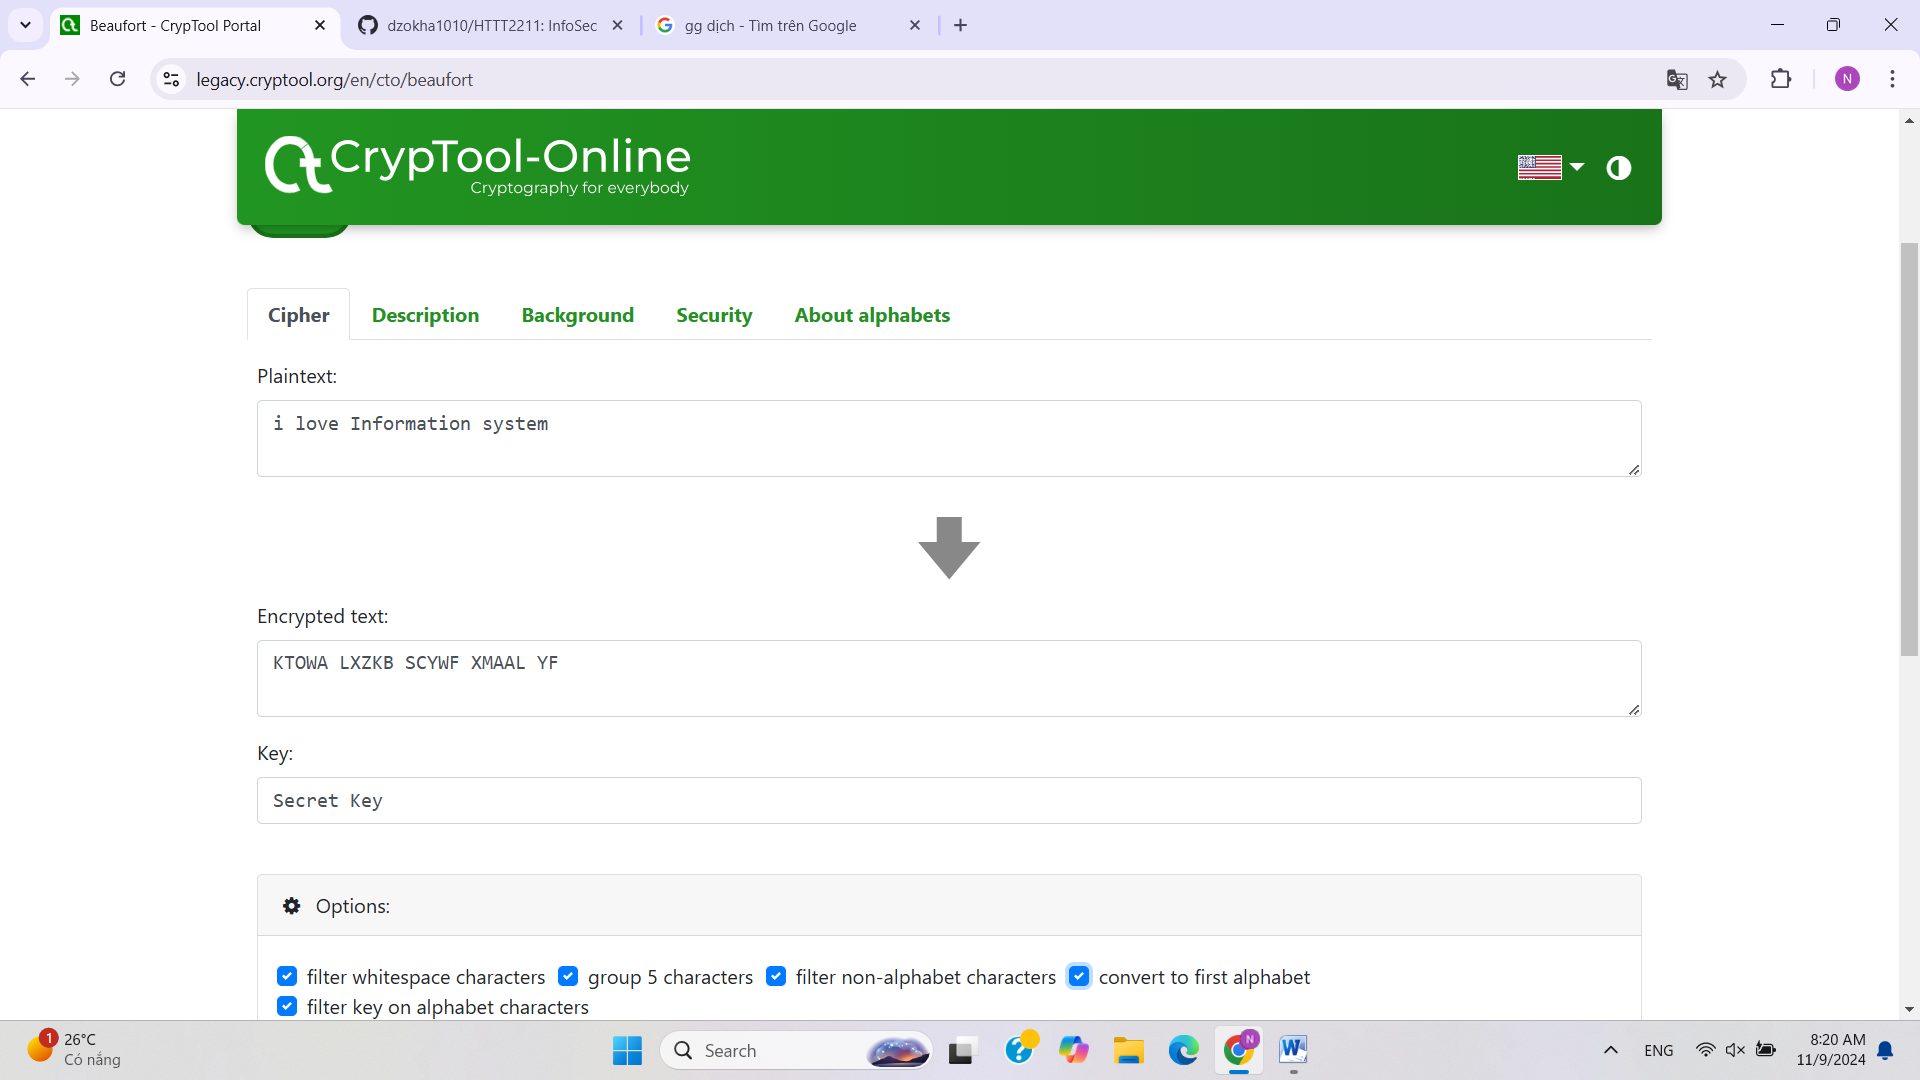 Beaufort - CrypTool Portal
dzokha1010/HTTT2211: InfoSec
gg dịch - Tìm trên Google
legacy.cryptool.org/en/cto/beaufort
N
CrypTool-Online
Cryptography for everybody
Cipher
Description
Background
Security
About alphabets
Plaintext:
i love Information system
Encrypted text:
KTOWA LXZKB SCYWF XMAAL YF
Key:
Secret Key
Options:
filter whitespace characters
group 5 characters
filter non-alphabet characters
convert to first alphabet
filter key on alphabet characters
1
26°C
Có nắng
Search
N
ENG
8:20 AM
11/9/2024